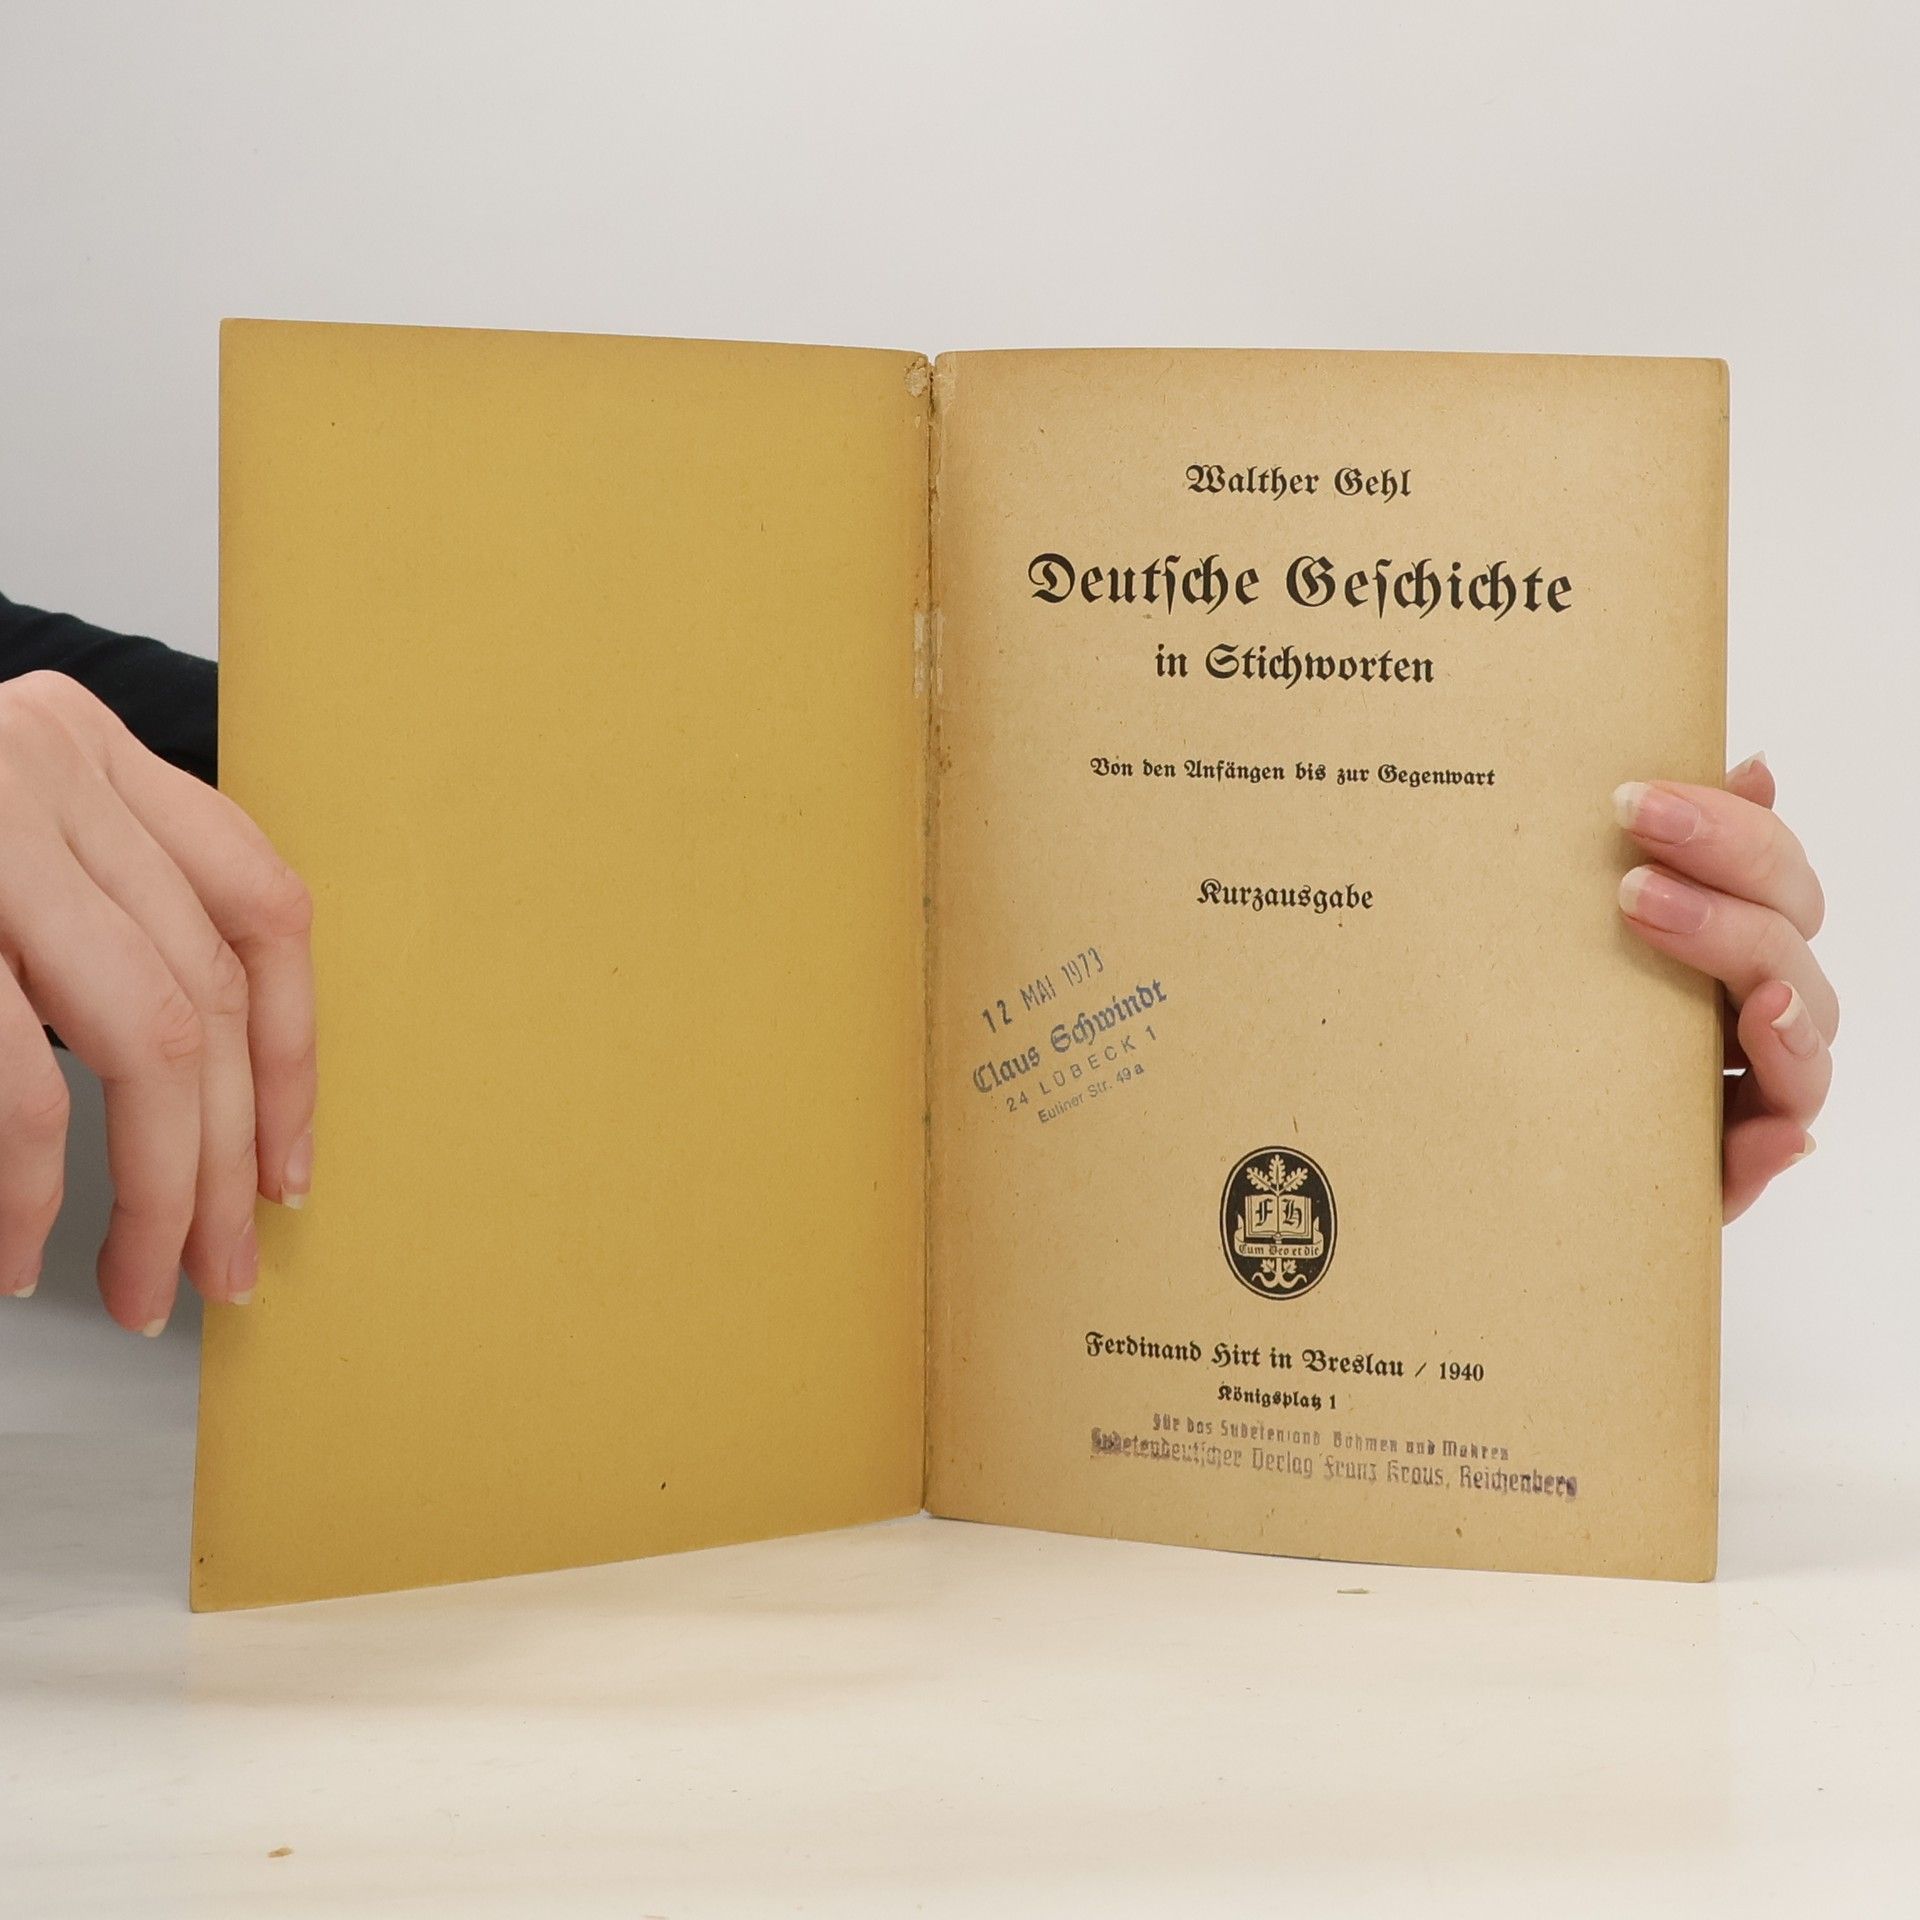 Walther Gehl
Deutsche Geschichte
in Stichworten
Von den Anfängen bis zur Gegenwart
Kurzausgabe
12 MAI 1973
Claus Schwindt
24 LÜBECK 1
Eutiner Str. 49a
F H
Cum Deo et die
Ferdinand Hirt in Breslau / 1940
Königsplatz 1
Für das Sudetenland Böhmen und Mähren
Sudetendeutscher Verlag Franz Kraus, Reichenberg